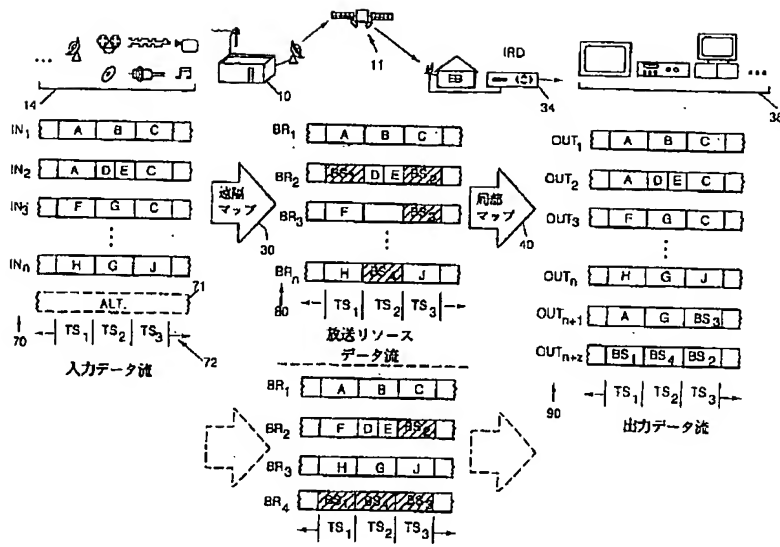 ...
14
10
11
EB
IRD
34
...
36
IN1 A B C
IN2 A D E C
IN3 F G C
⋮
INn H G J
ALT.
71
70
TS1 TS2 TS3
72
入力データ流
遠隔
マップ
30
BR1 A B C
BR2 BS1 D E BS2
BR3 F
⋮
BRn H BS4 J
80
TS1 TS2 TS3
放送リソース
データ流
BR1 A B C
BR2 F D E BS2
BR3 H G J
BR4 BS1 BS4 BS3
TS1 TS2 TS3
局部
マップ
40
OUT1 A B C
OUT2 A D E C
OUT3 F G C
⋮
OUTn H G J
OUTn+1 A G BS3
OUTn+z BS1 BS4 BS2
90
TS1 TS2 TS3
出力データ流